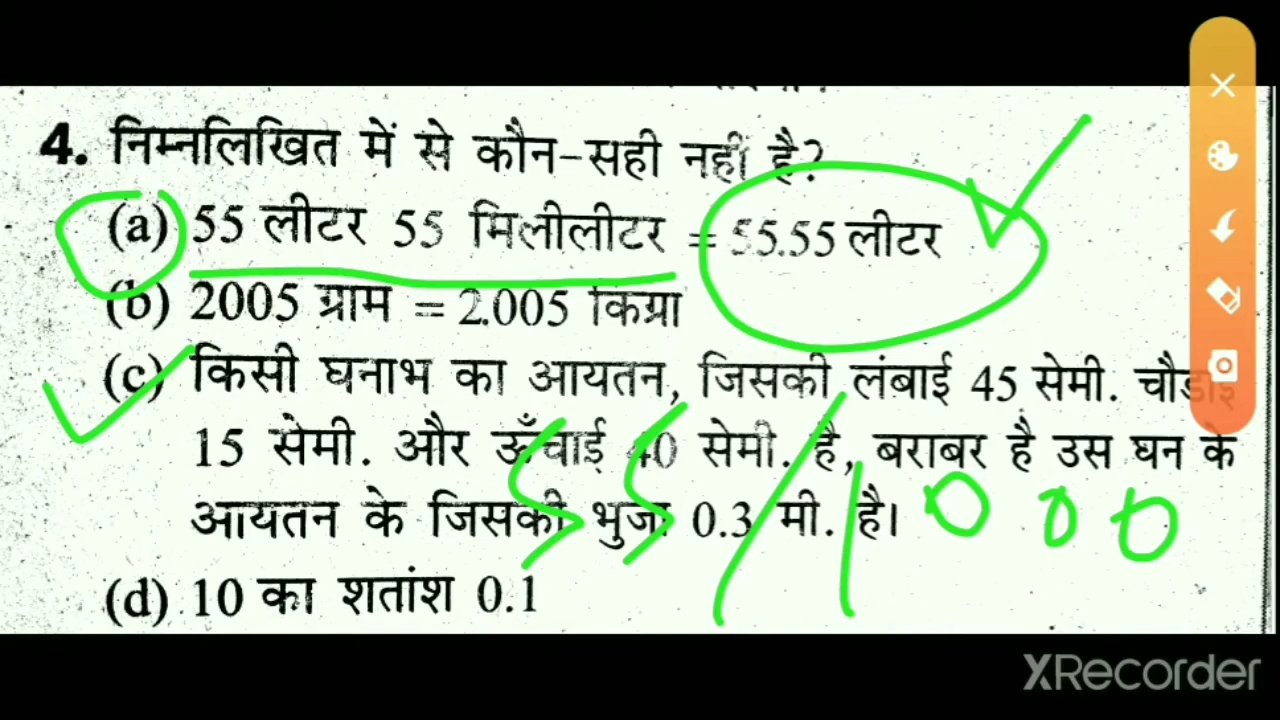 4. निम्नलिखित में से कौन-सही नहीं है?
(a) 55 लीटर 55 मिलीलीटर = 55.55 लीटर
(b) 2005 ग्राम = 2.005 किग्रा
(c) किसी घनाभ का आयतन, जिसकी लंबाई 45 सेमी. चौड़ाई
15 सेमी. और ऊँचाई 40 सेमी. है, बराबर है उस घन के
आयतन के जिसकी भुजा 0.3 मी. है।
55/1000
(d) 10 का शतांश 0.1
XRecorder